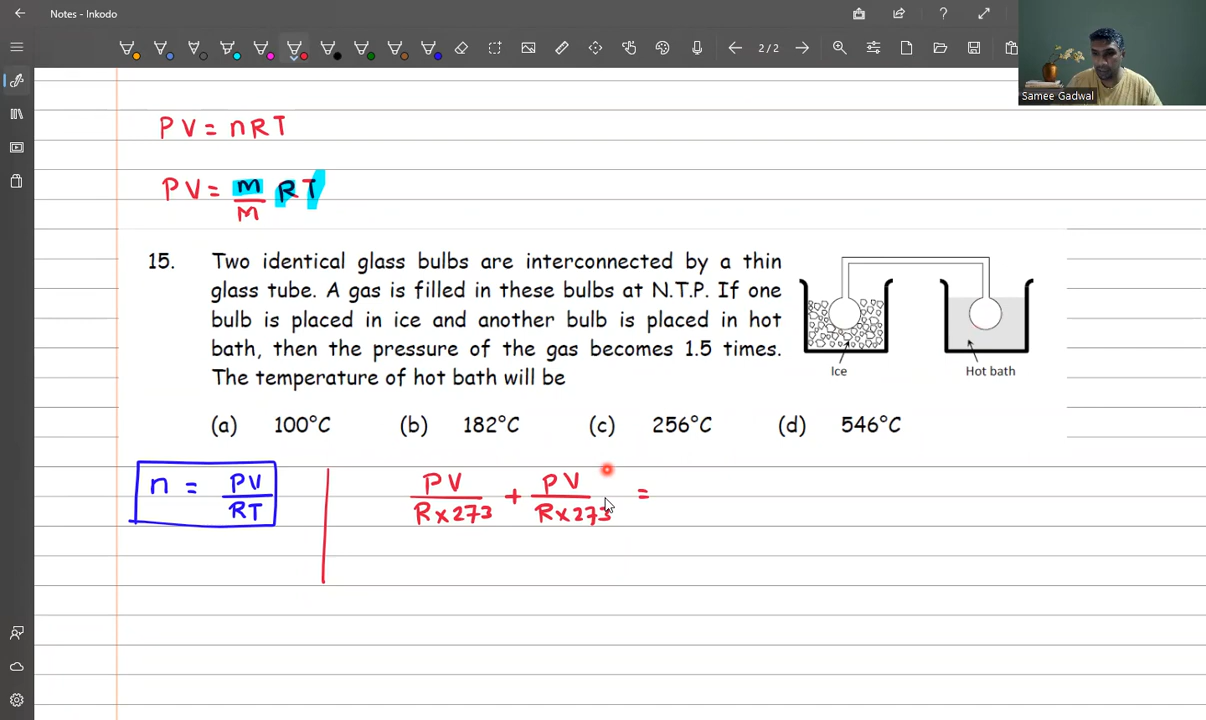 Notes - Inkodo
2/2
Samee Gadwal
PV = nRT
PV = m/M RT
15. Two identical glass bulbs are interconnected by a thin
glass tube. A gas is filled in these bulbs at N.T.P. If one
bulb is placed in ice and another bulb is placed in hot
bath, then the pressure of the gas becomes 1.5 times.
The temperature of hot bath will be
Ice
Hot bath
(a) 100°C (b) 182°C (c) 256°C (d) 546°C
n = PV/RT
PV/R×273 + PV/R×273 =